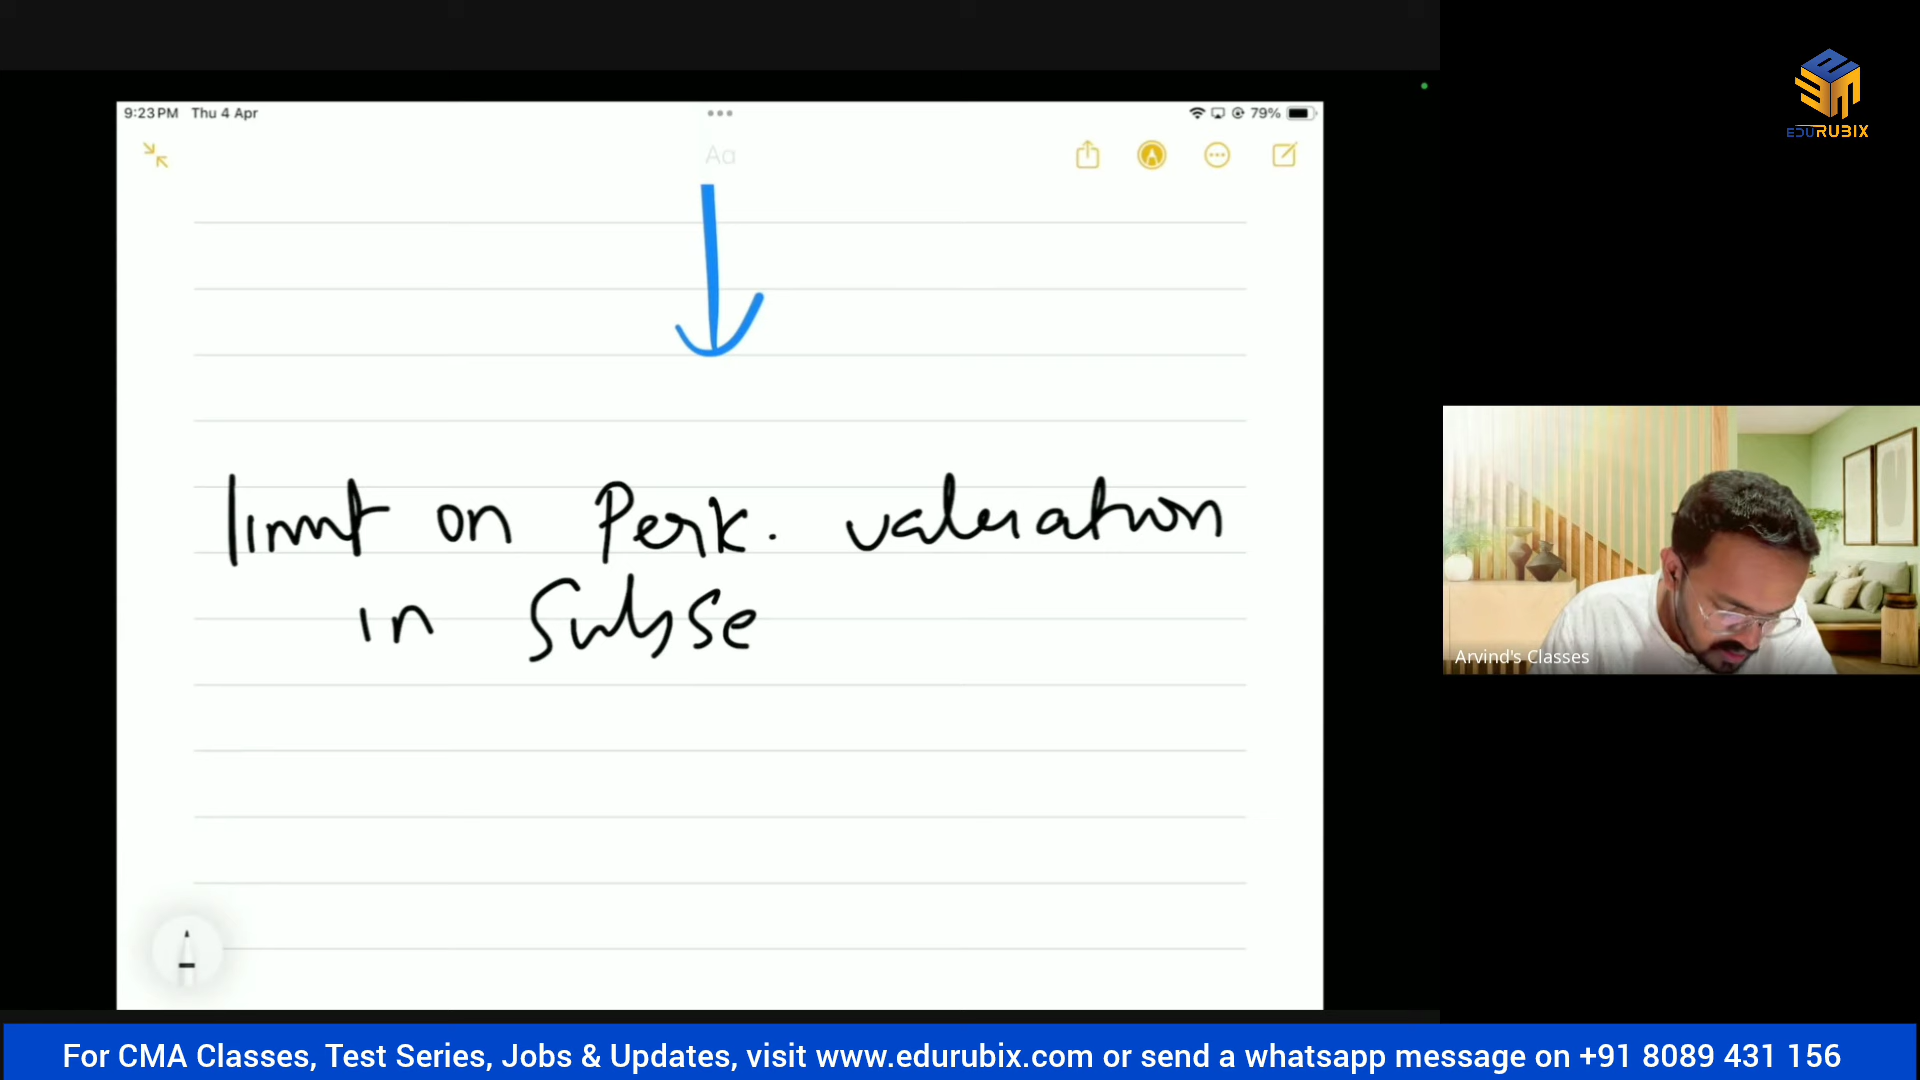 9:23 PM Thu 4 Apr
79%
Aa
EDURUBIX
limit on Perk. valuation
in Subse
Arvind's Classes
For CMA Classes, Test Series, Jobs & Updates, visit www.edurubix.com or send a whatsapp message on +91 8089 431 156